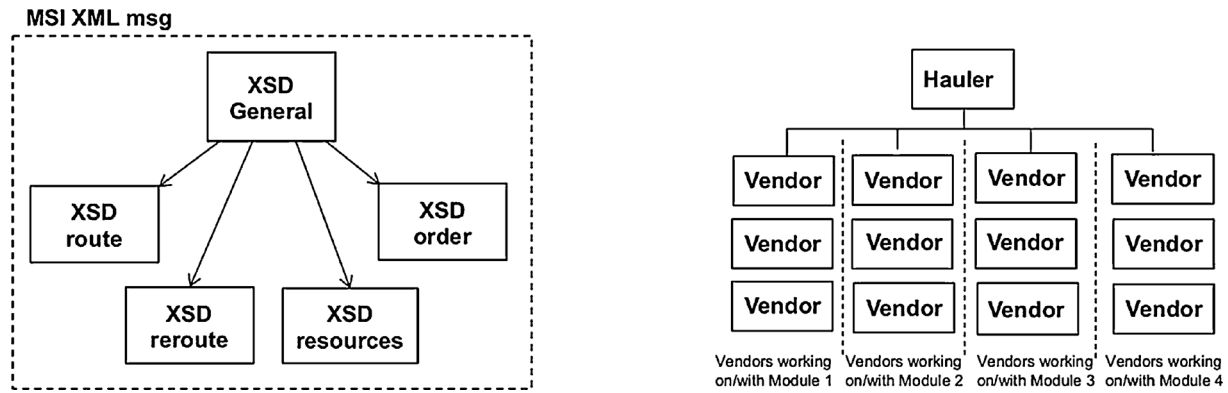 MSI XML msg
XSD
General
XSD
route
XSD
order
XSD
reroute
XSD
resources
Hauler
Vendor
Vendor
Vendor
Vendor
Vendor
Vendor
Vendor
Vendor
Vendor
Vendor
Vendor
Vendor
Vendors working
on/with Module 1
Vendors working
on/with Module 2
Vendors working
on/with Module 3
Vendors working
on/with Module 4